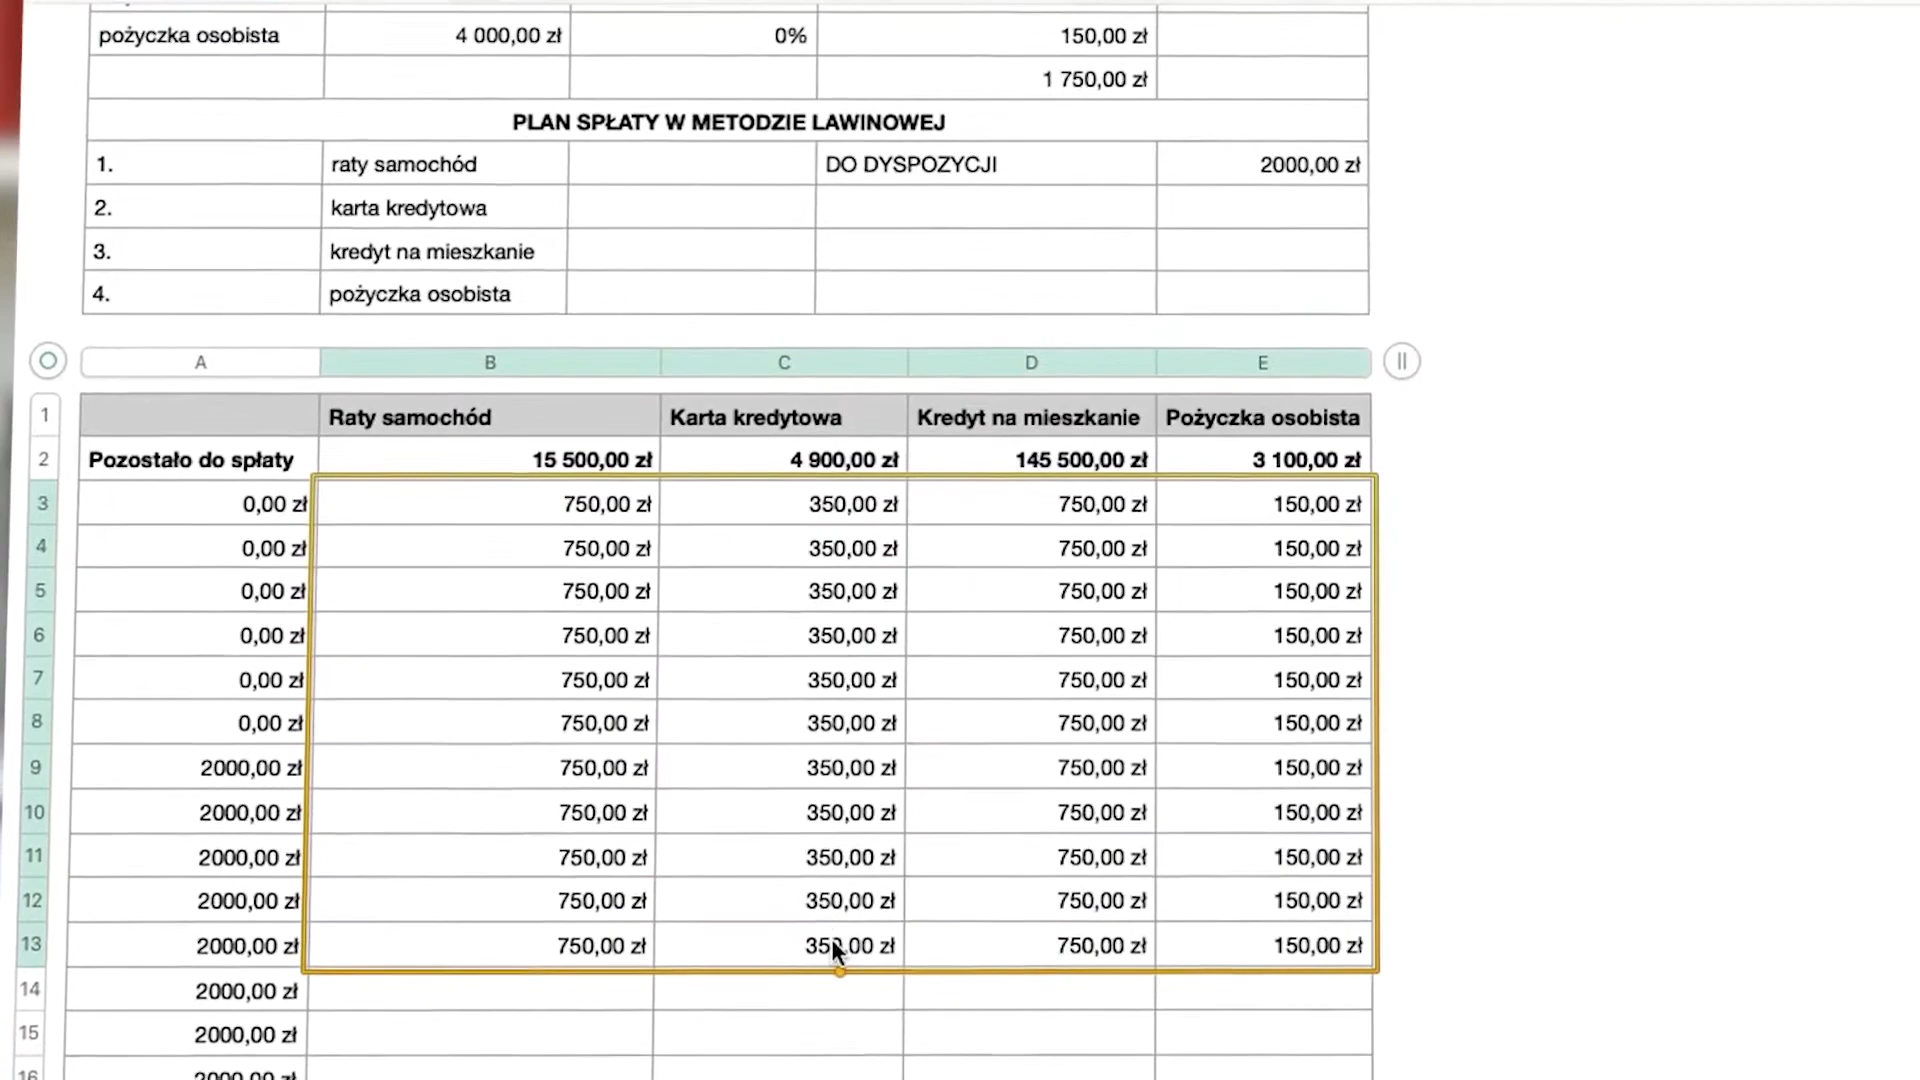 pożyczka osobista 4 000,00 zł 0% 150,00 zł
1 750,00 zł
PLAN SPŁATY W METODZIE LAWINOWEJ
1. raty samochód DO DYSPOZYCJI 2000,00 zł
2. karta kredytowa
3. kredyt na mieszkanie
4. pożyczka osobista
A B C D E
1 Raty samochód Karta kredytowa Kredyt na mieszkanie Pożyczka osobista
2 Pozostało do spłaty 15 500,00 zł 4 900,00 zł 145 500,00 zł 3 100,00 zł
3 0,00 zł 750,00 zł 350,00 zł 750,00 zł 150,00 zł
4 0,00 zł 750,00 zł 350,00 zł 750,00 zł 150,00 zł
5 0,00 zł 750,00 zł 350,00 zł 750,00 zł 150,00 zł
6 0,00 zł 750,00 zł 350,00 zł 750,00 zł 150,00 zł
7 0,00 zł 750,00 zł 350,00 zł 750,00 zł 150,00 zł
8 0,00 zł 750,00 zł 350,00 zł 750,00 zł 150,00 zł
9 2000,00 zł 750,00 zł 350,00 zł 750,00 zł 150,00 zł
10 2000,00 zł 750,00 zł 350,00 zł 750,00 zł 150,00 zł
11 2000,00 zł 750,00 zł 350,00 zł 750,00 zł 150,00 zł
12 2000,00 zł 750,00 zł 350,00 zł 750,00 zł 150,00 zł
13 2000,00 zł 750,00 zł 350,00 zł 750,00 zł 150,00 zł
14 2000,00 zł
15 2000,00 zł
16 2000,00 zł